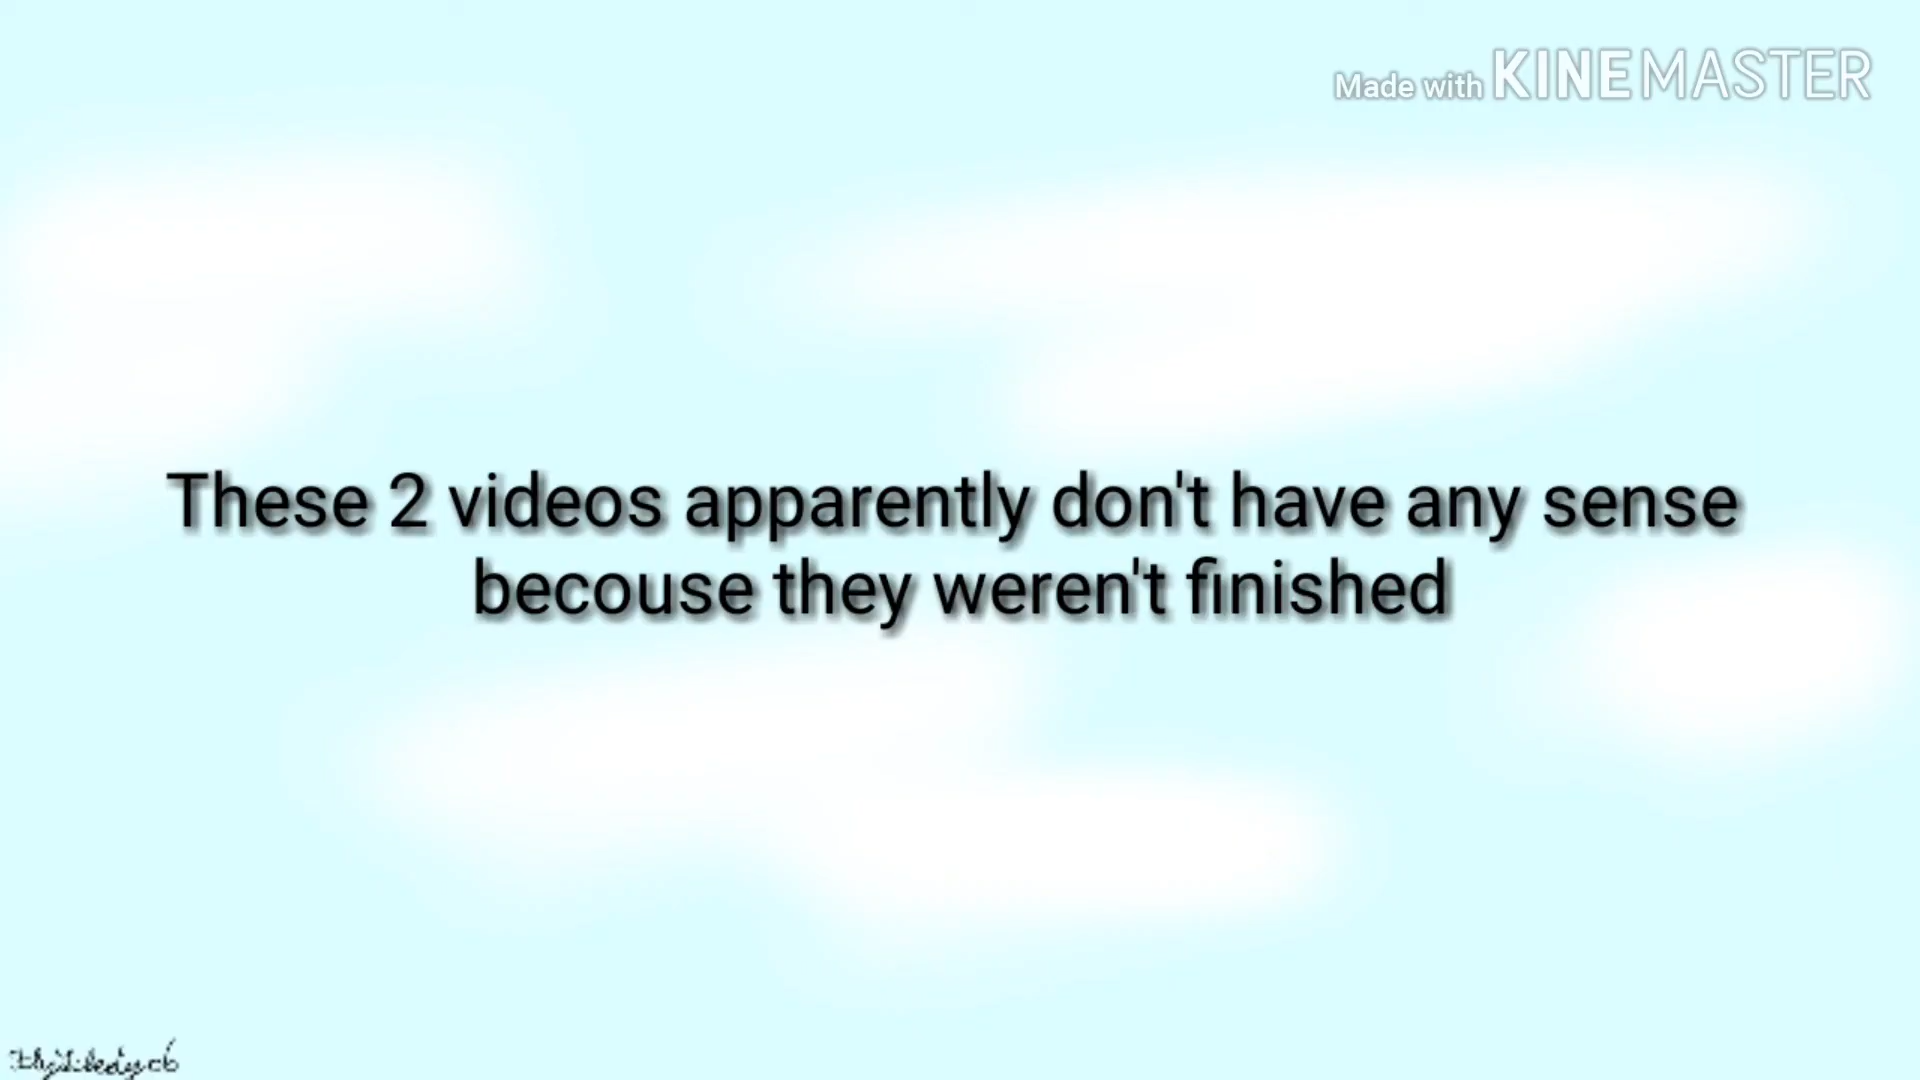 Made with KINEMASTER
These 2 videos apparently don't have any sense
becouse they weren't finished